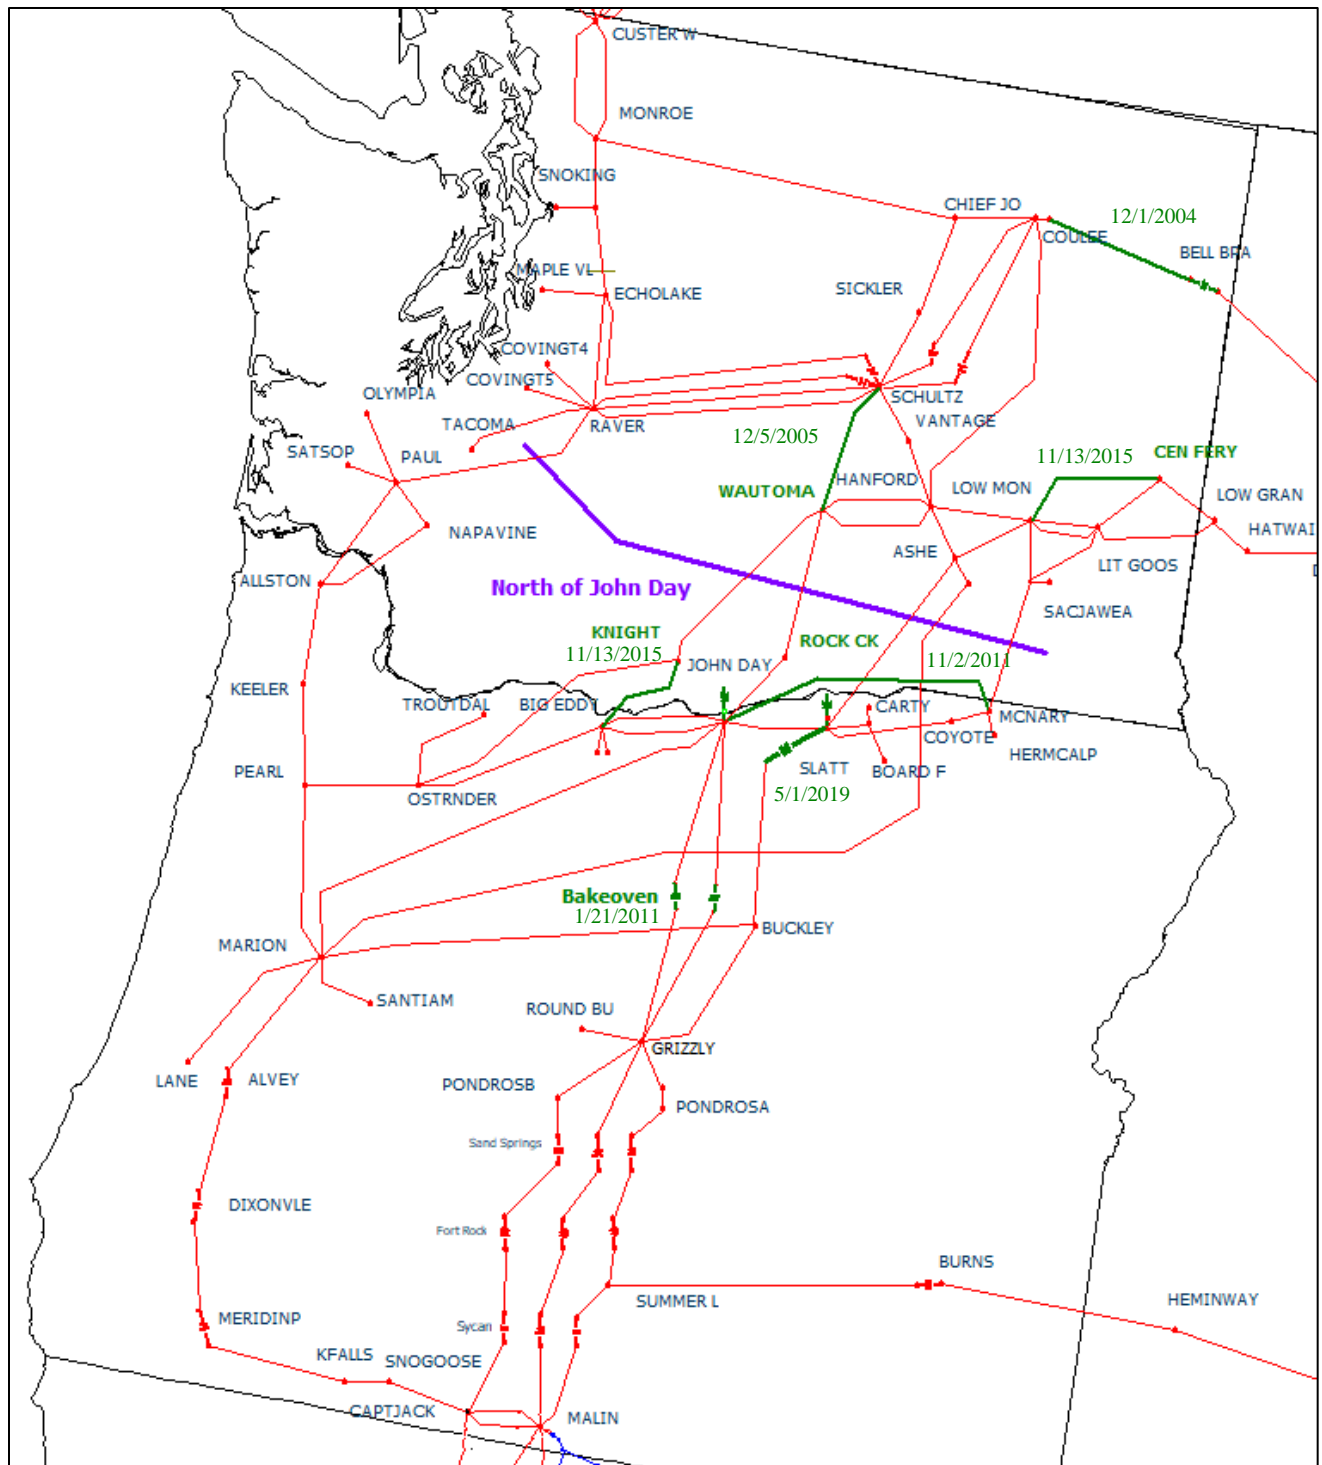 CUSTER W
MONROE
SNOKING
CHIEF JO
12/1/2004
COULEE
BELL BRA
MAPLE VL
ECHOLAKE
SICKLER
COVINGT4
COVINGT5
OLYMPIA
SCHULTZ
TACOMA
RAVER
VANTAGE
12/5/2005
SATSOP
PAUL
11/13/2015
CEN FERY
WAUTOMA
HANFORD
LOW MON
LOW GRAN
NAPAVINE
HATWAI
ASHE
LIT GOOS
ALLSTON
North of John Day
SACJAWEA
KNIGHT
ROCK CK
11/13/2015
JOHN DAY
11/2/2011
KEELER
TROUTDAL
BIG EDDY
CARTY
MCNARY
COYOTE
HERMCALP
PEARL
SLATT
BOARD F
OSTRNDER
5/1/2019
Bakeoven
1/21/2011
BUCKLEY
MARION
SANTIAM
ROUND BU
GRIZZLY
LANE
ALVEY
PONDROSB
PONDROSA
Sand Springs
DIXONVLE
Fort Rock
BURNS
SUMMER L
HEMINWAY
MERIDINP
Sycan
KFALLS
SNOGOOSE
CAPTJACK
MALIN